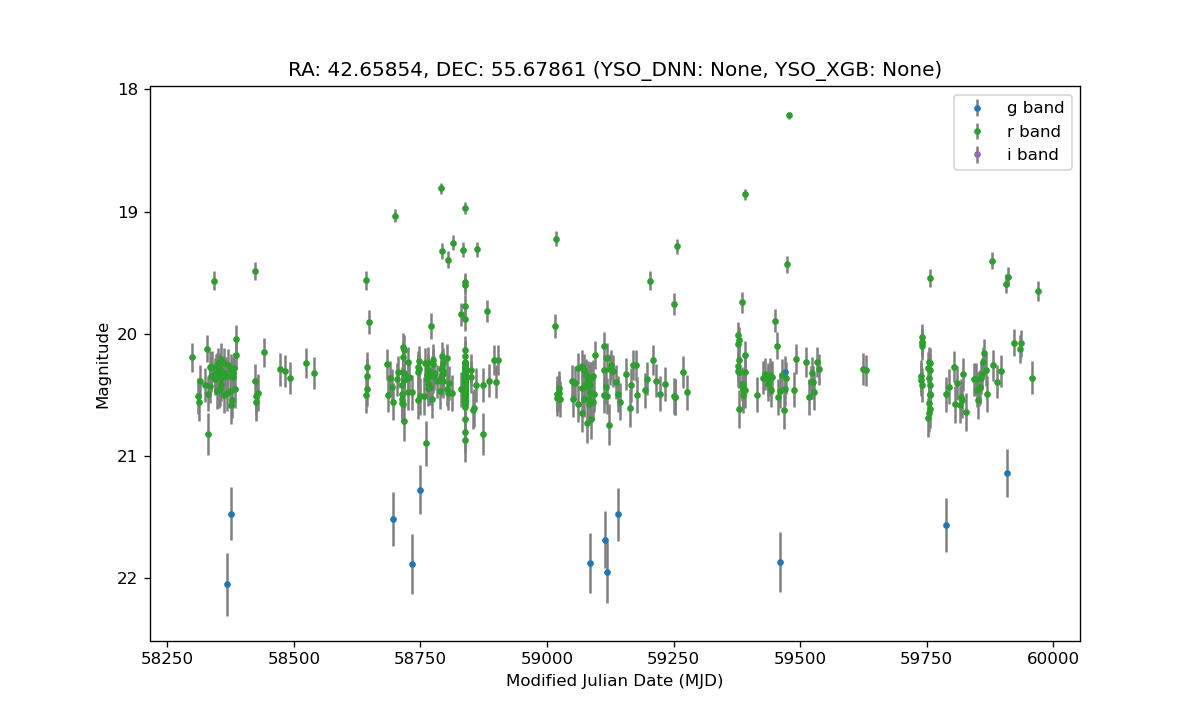 RA: 42.65854, DEC: 55.67861 (YSO_DNN: None, YSO_XGB: None)
g band
r band
i band
Magnitude
18
19
20
21
22
58250 58500 58750 59000 59250 59500 59750 60000
Modified Julian Date (MJD)